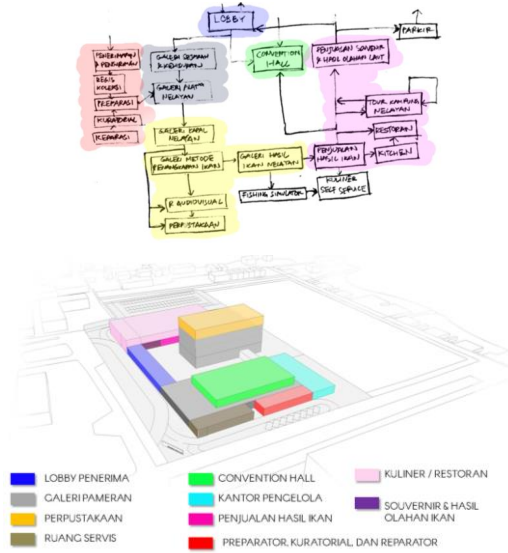 LOBBY
PARKIR
PENERIMAAN
& PENGIRIMAN
GALERI SEJARAH
& KEHIDUPAN
CONVENTION
HALL
PENJUALAN SOUVENIR
& HASIL OLAHAN LAUT
KOLEKSI
GALERI ALAT
NELAYAN
PREPARASI
TOUR KAMPUNG
NELAYAN
KURATORIAL
REPARASI
GALERI KAPAL
NELAYAN
RESTORAN
GALERI METODE
PENANGKAPAN IKAN
GALERI HASIL
IKAN NELAYAN
PENJUALAN
HASIL IKAN
KITCHEN
R AUDIOVISUAL
FISHING SIMULATOR
KULINER
SELF SERVICE
PERPUSTAKAAN
LOBBY PENERIMA
GALERI PAMERAN
PERPUSTAKAAN
RUANG SERVIS
CONVENTION HALL
KANTOR PENGELOLA
PENJUALAN HASIL IKAN
PREPARATOR, KURATORIAL, DAN REPARATOR
KULINER / RESTORAN
SOUVERNIR & HASIL
OLAHAN IKAN